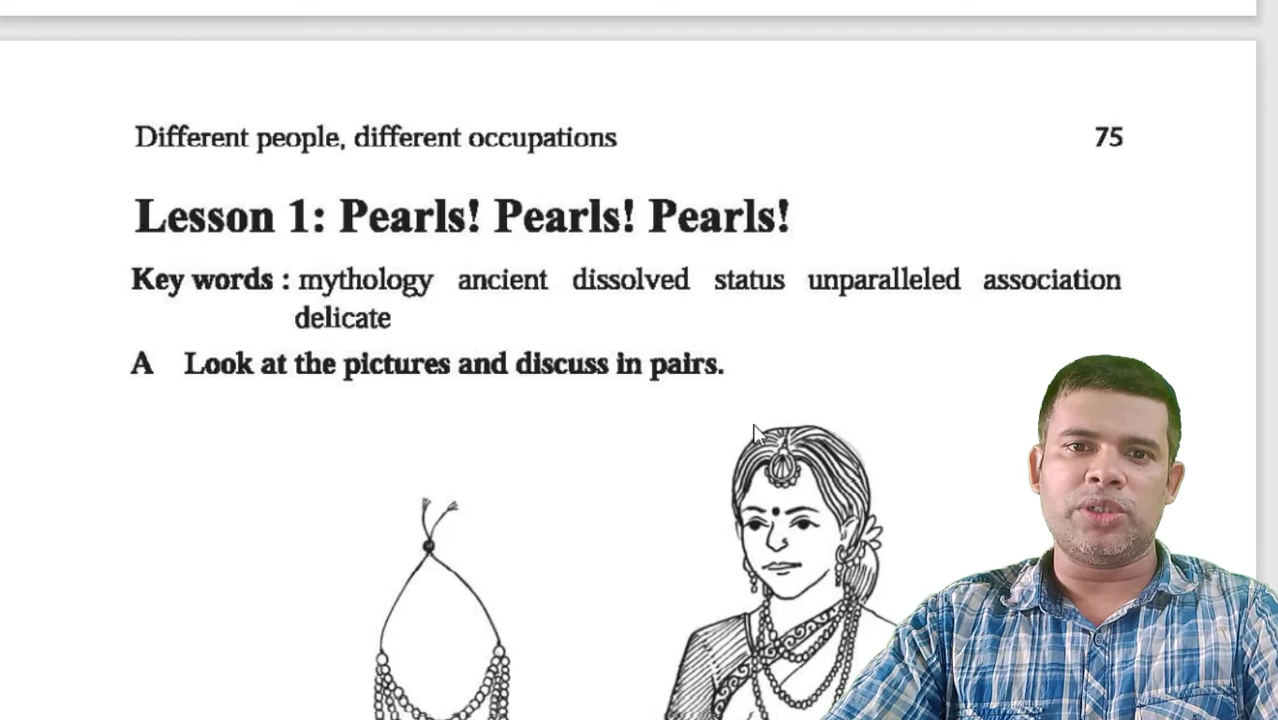 Different people, different occupations 75
Lesson 1: Pearls! Pearls! Pearls!
Key words : mythology ancient dissolved status unparalleled association
delicate
A Look at the pictures and discuss in pairs.